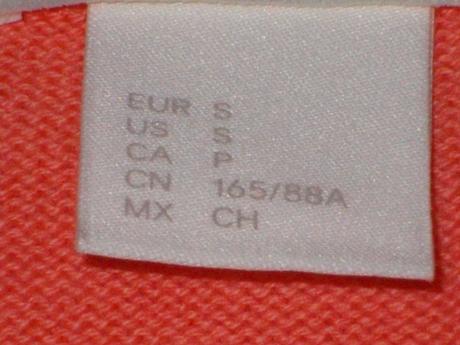 EUR S
US S
CA P
CN 165/88A
MX CH